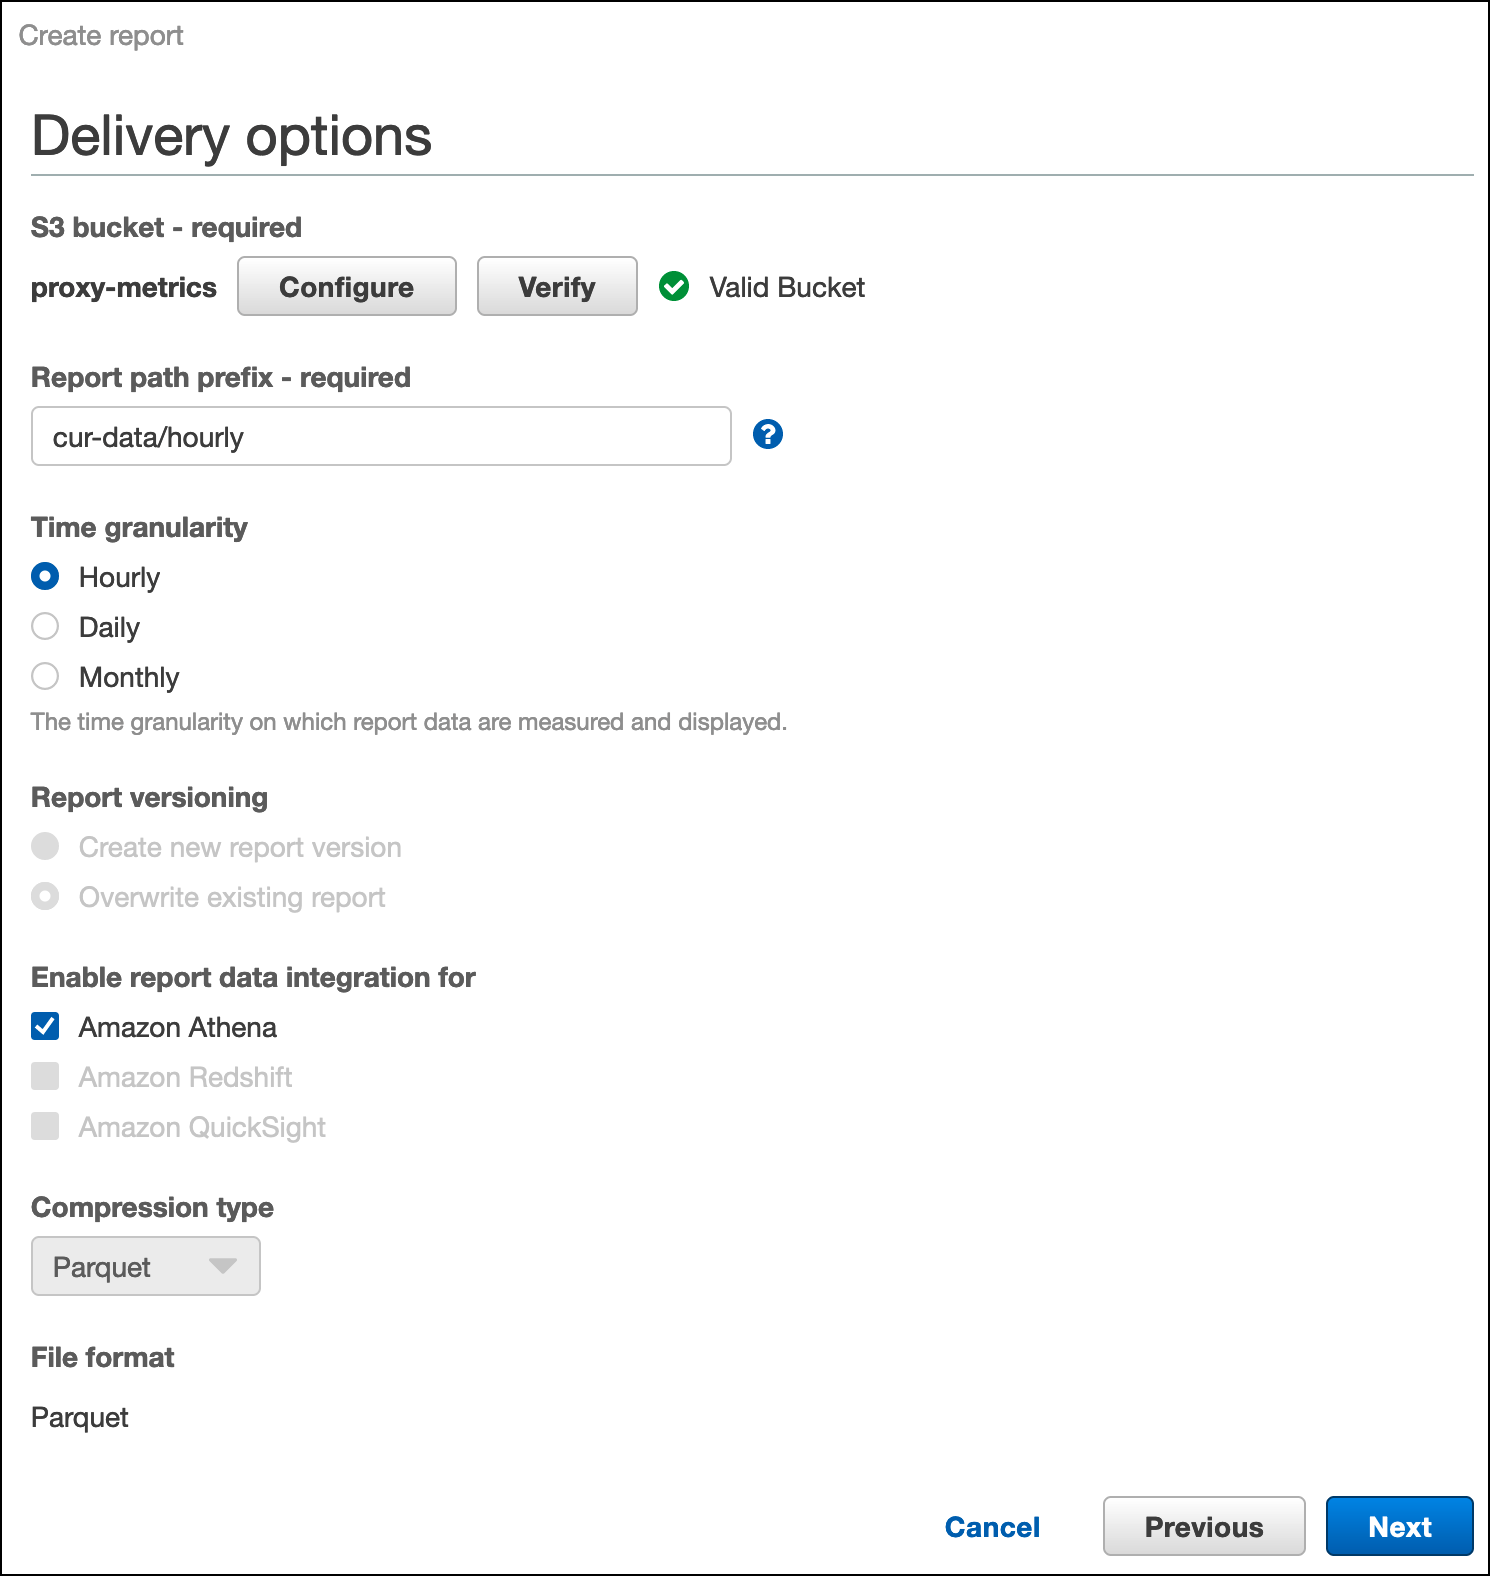 Create report
Delivery options
S3 bucket - required
proxy-metrics Configure Verify Valid Bucket
Report path prefix - required
cur-data/hourly ?
Time granularity
Hourly
Daily
Monthly
The time granularity on which report data are measured and displayed.
Report versioning
Create new report version
Overwrite existing report
Enable report data integration for
Amazon Athena
Amazon Redshift
Amazon QuickSight
Compression type
Parquet
File format
Parquet
Cancel Previous Next